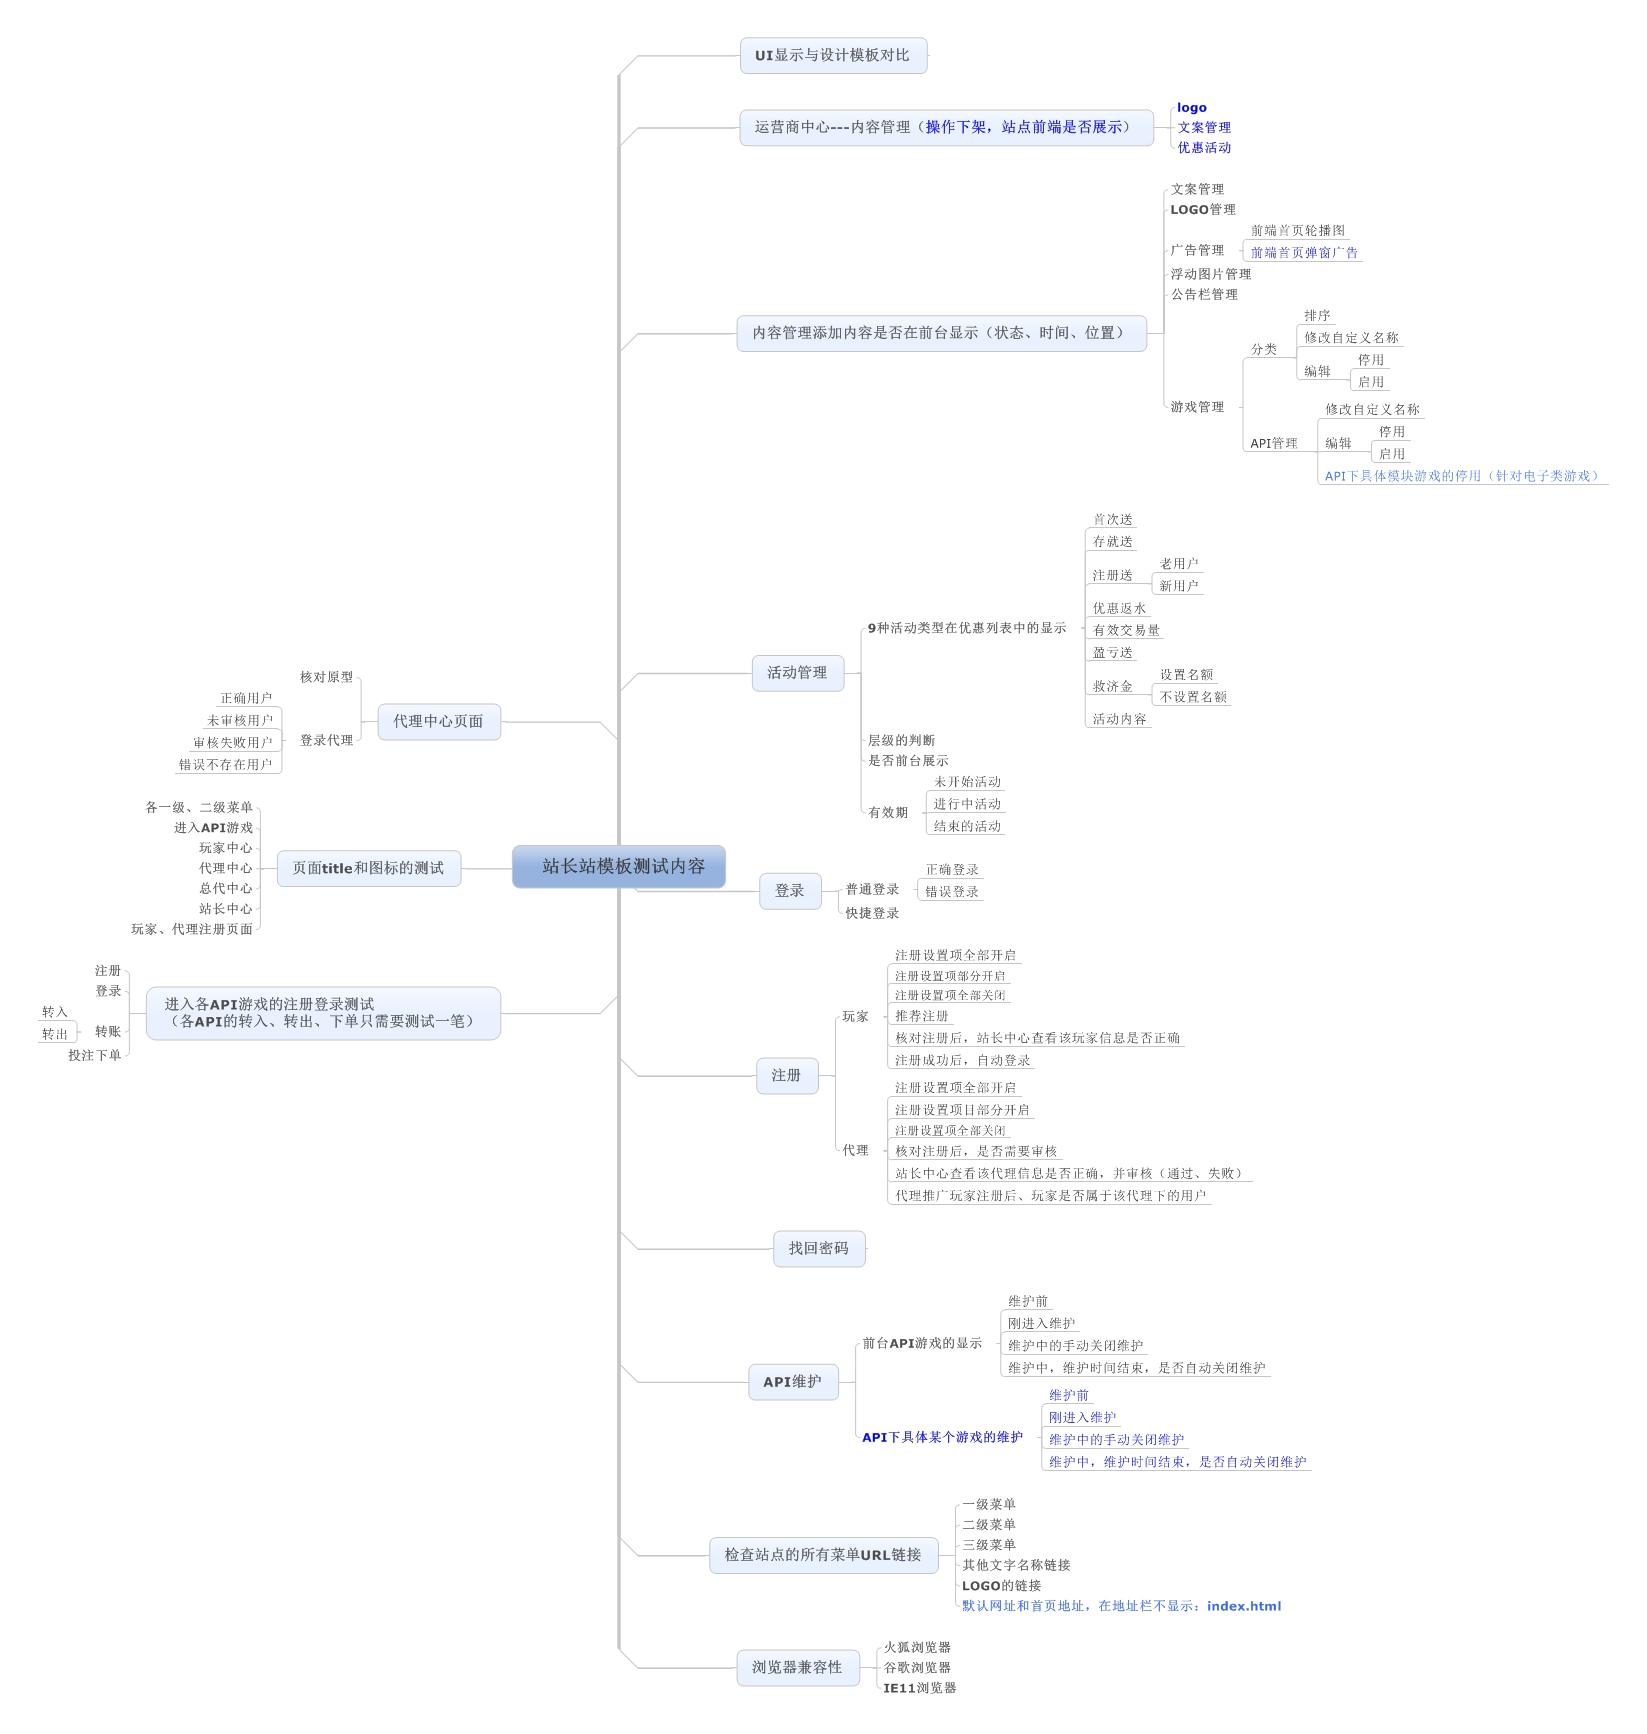 站长站模板测试内容
UI显示与设计模板对比
运营商中心---内容管理（操作下架，站点前端是否展示）
logo
文案管理
优惠活动
内容管理添加内容是否在前台显示（状态、时间、位置）
文案管理
LOGO管理
广告管理
前端首页轮播图
前端首页弹窗广告
浮动图片管理
公告栏管理
游戏管理
分类
排序
修改自定义名称
编辑
停用
启用
API管理
修改自定义名称
编辑
停用
启用
API下具体模块游戏的停用（针对电子类游戏）
活动管理
9种活动类型在优惠列表中的显示
首次送
存就送
注册送
老用户
新用户
优惠返水
有效交易量
盈亏送
救济金
设置名额
不设置名额
活动内容
层级的判断
是否前台展示
有效期
未开始活动
进行中活动
结束的活动
登录
普通登录
正确登录
错误登录
快捷登录
注册
玩家
注册设置项全部开启
注册设置项部分开启
注册设置项全部关闭
推荐注册
核对注册后，站长中心查看该玩家信息是否正确
注册成功后，自动登录
代理
注册设置项全部开启
注册设置项目部分开启
注册设置项全部关闭
核对注册后，是否需要审核
站长中心查看该代理信息是否正确，并审核（通过、失败）
代理推广玩家注册后、玩家是否属于该代理下的用户
找回密码
API维护
前台API游戏的显示
维护前
刚进入维护
维护中的手动关闭维护
维护中，维护时间结束，是否自动关闭维护
API下具体某个游戏的维护
维护前
刚进入维护
维护中的手动关闭维护
维护中，维护时间结束，是否自动关闭维护
检查站点的所有菜单URL链接
一级菜单
二级菜单
三级菜单
其他文字名称链接
LOGO的链接
默认网址和首页地址，在地址栏不显示：index.html
浏览器兼容性
火狐浏览器
谷歌浏览器
IE11浏览器
代理中心页面
核对原型
登录代理
正确用户
未审核用户
审核失败用户
错误不存在用户
页面title和图标的测试
各一级、二级菜单
进入API游戏
玩家中心
代理中心
总代中心
站长中心
玩家、代理注册页面
进入各API游戏的注册登录测试
（各API的转入、转出、下单只需要测试一笔）
注册
登录
转账
转入
转出
投注下单